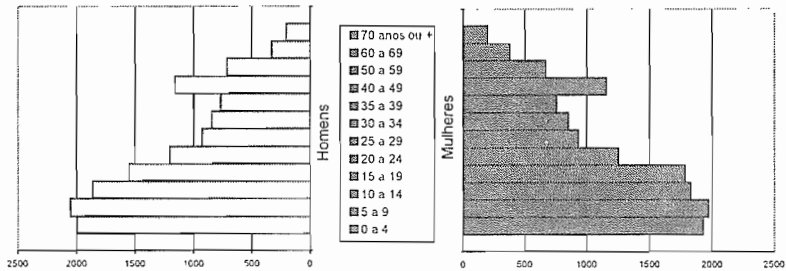 70 anos ou +
60 a 69
50 a 59
40 a 49
35 a 39
30 a 34
25 a 29
20 a 24
15 a 19
10 a 14
5 a 9
0 a 4
Homens
Mulheres
2500 2000 1500 1000 500 0
0 500 1000 1500 2000 2500